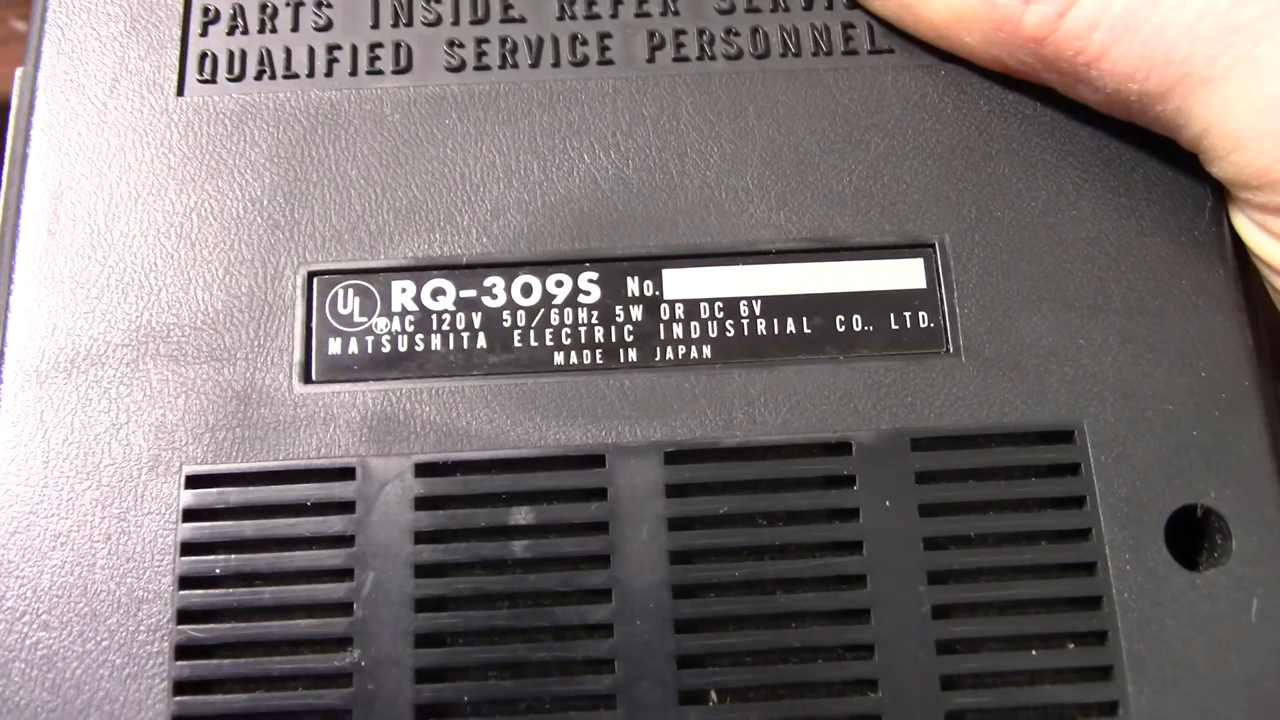 PARTS INSIDE. REFER SERVIC
QUALIFIED SERVICE PERSONNEL.
UL ® RQ-309S No.
AC 120V 50/60Hz 5W OR DC 6V
MATSUSHITA ELECTRIC INDUSTRIAL CO., LTD.
MADE IN JAPAN